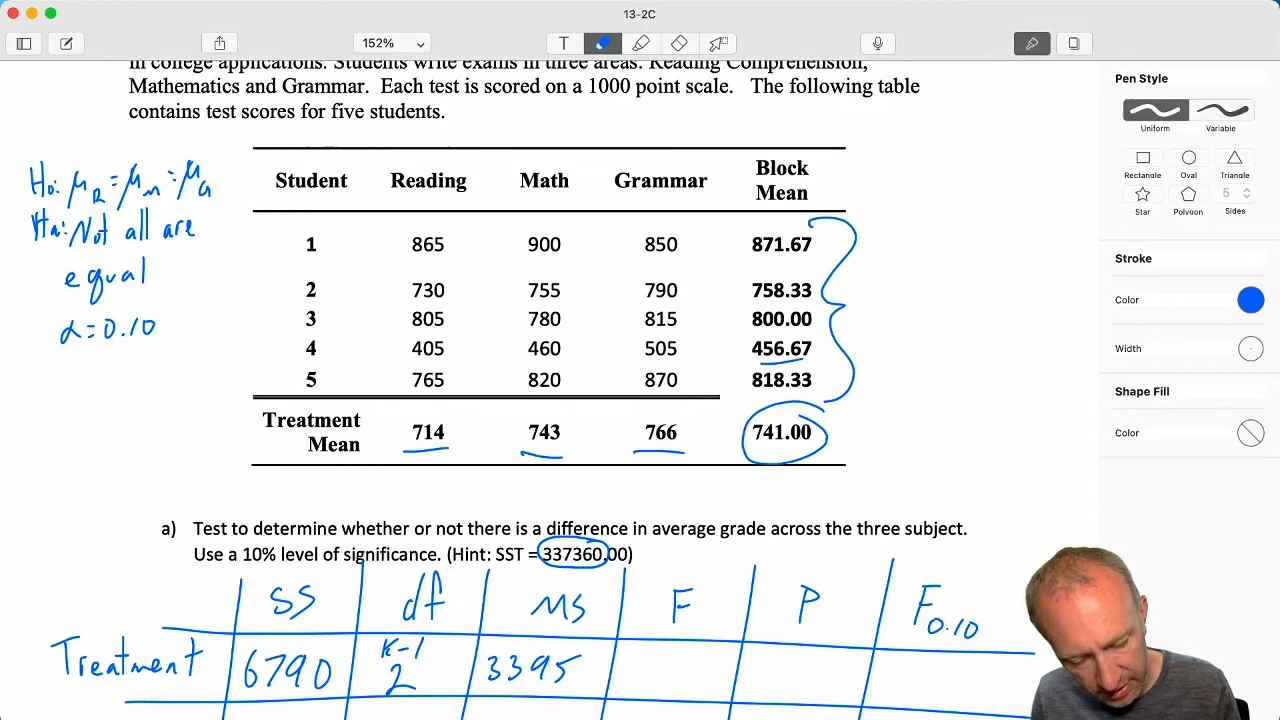 13-2C
152%
T
in college applications. Students write exams in three areas: Reading Comprehension,
Mathematics and Grammar. Each test is scored on a 1000 point scale. The following table
contains test scores for five students.
Student Reading Math Grammar Block Mean
1 865 900 850 871.67
2 730 755 790 758.33
3 805 780 815 800.00
4 405 460 505 456.67
5 765 820 870 818.33
Treatment Mean 714 743 766 741.00
H₀: μR = μM = μG
Ha: Not all are
equal
α = 0.10
a) Test to determine whether or not there is a difference in average grade across the three subject.
Use a 10% level of significance. (Hint: SST = 337360.00)
SS df MS F P F0.10
K-1
Treatment 6790 2 3395
Pen Style
Uniform Variable
Rectangle Oval Triangle
5
Star Polygon Sides
Stroke
Color
Width
Shape Fill
Color